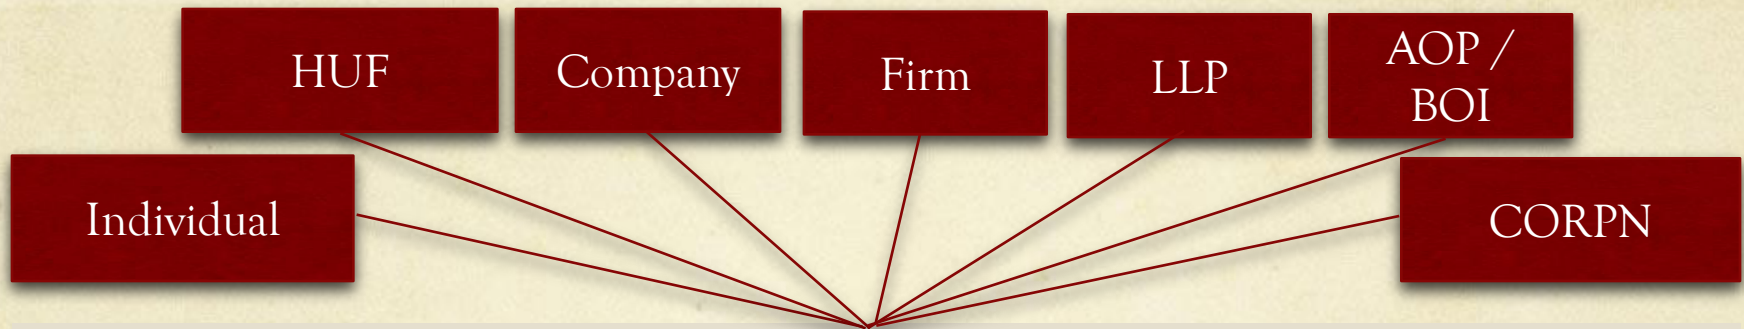 HUF
Company
Firm
LLP
AOP /
BOI
Individual
CORPN